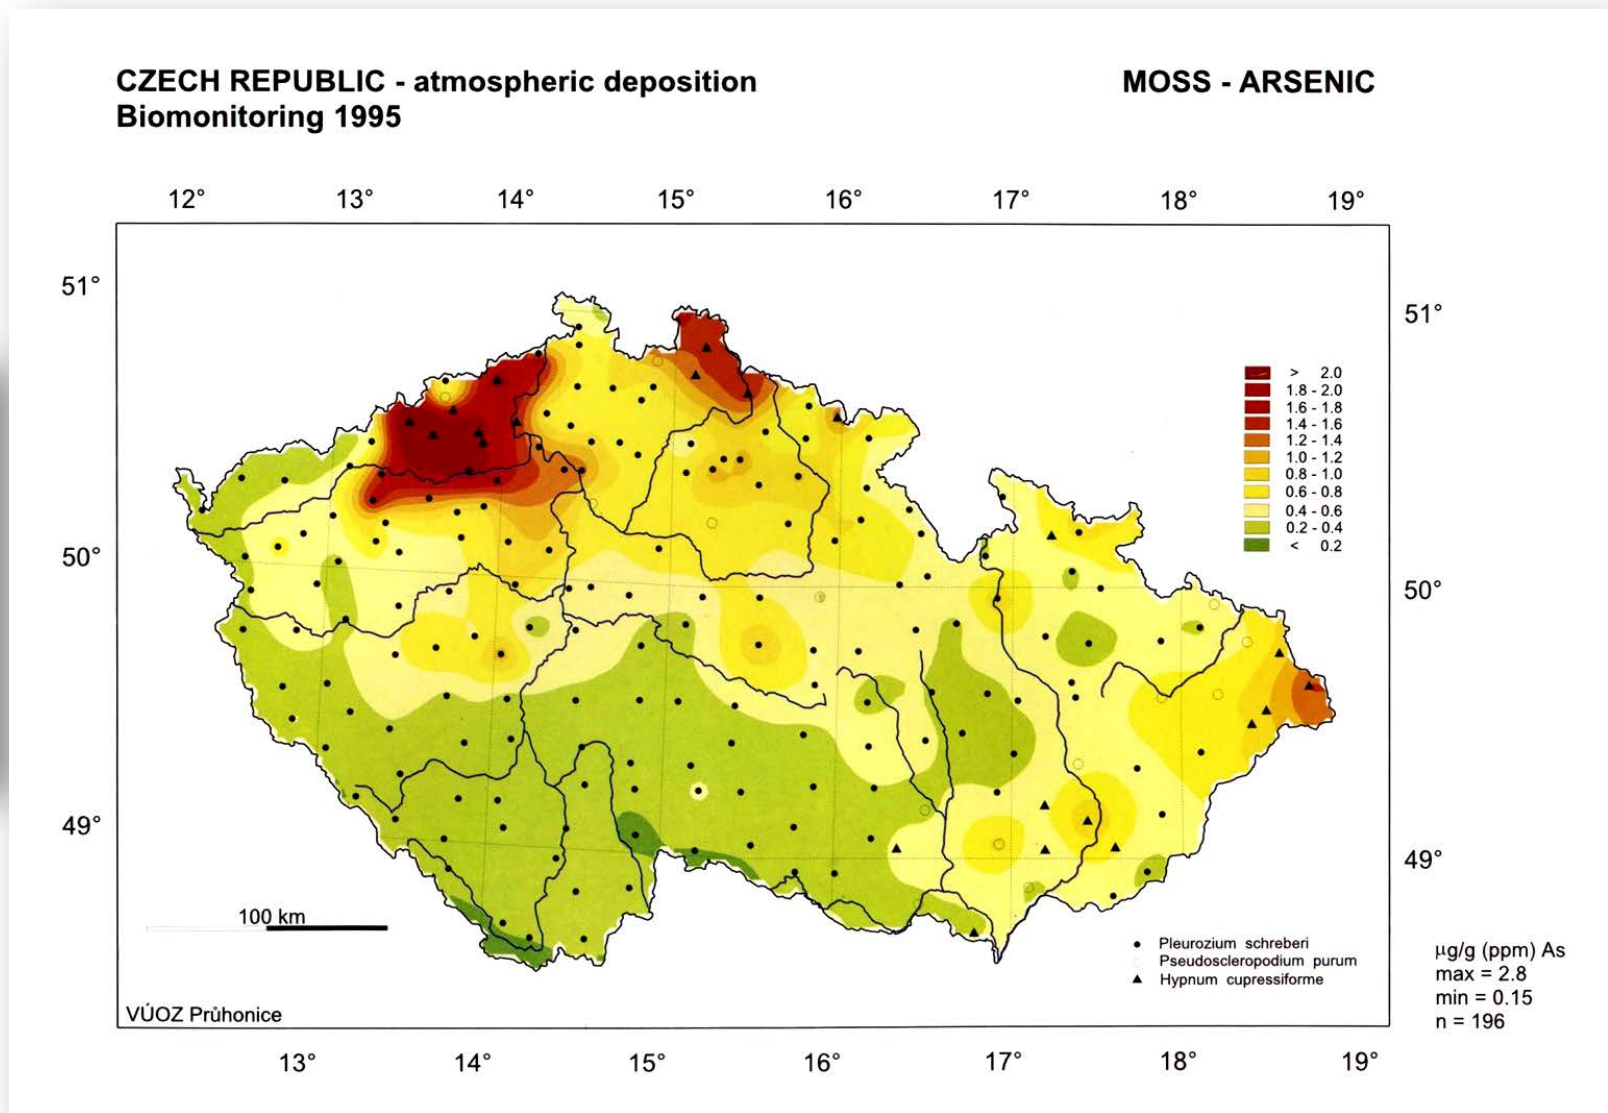 CZECH REPUBLIC - atmospheric deposition
Biomonitoring 1995
MOSS - ARSENIC
12° 13° 14° 15° 16° 17° 18° 19°
51° 51°
> 2.0
1.8 - 2.0
1.6 - 1.8
1.4 - 1.6
1.2 - 1.4
1.0 - 1.2
0.8 - 1.0
0.6 - 0.8
0.4 - 0.6
0.2 - 0.4
< 0.2
50° 50°
49° 49°
100 km
Pleurozium schreberi
Pseudoscleropodium purum
Hypnum cupressiforme
µg/g (ppm) As
max = 2.8
min = 0.15
n = 196
VÚOZ Průhonice
13° 14° 15° 16° 17° 18° 19°